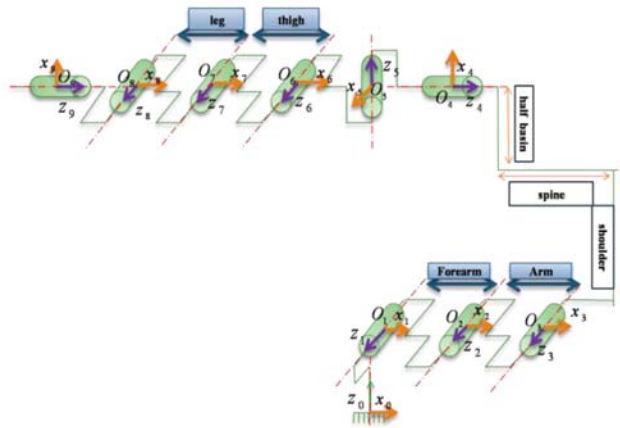 leg thigh
x₉ O₉ O₈ x₈ O₇ x₇ O₆ x₆ z₅ x₅ O₅ x₄ O₄ z₄
z₉ z₈ z₇ z₆
half basin
spine
shoulder
Forearm Arm
O₁ x₁ O₂ x₂ x₃
z₁ z₂ z₃
z₀ x₀